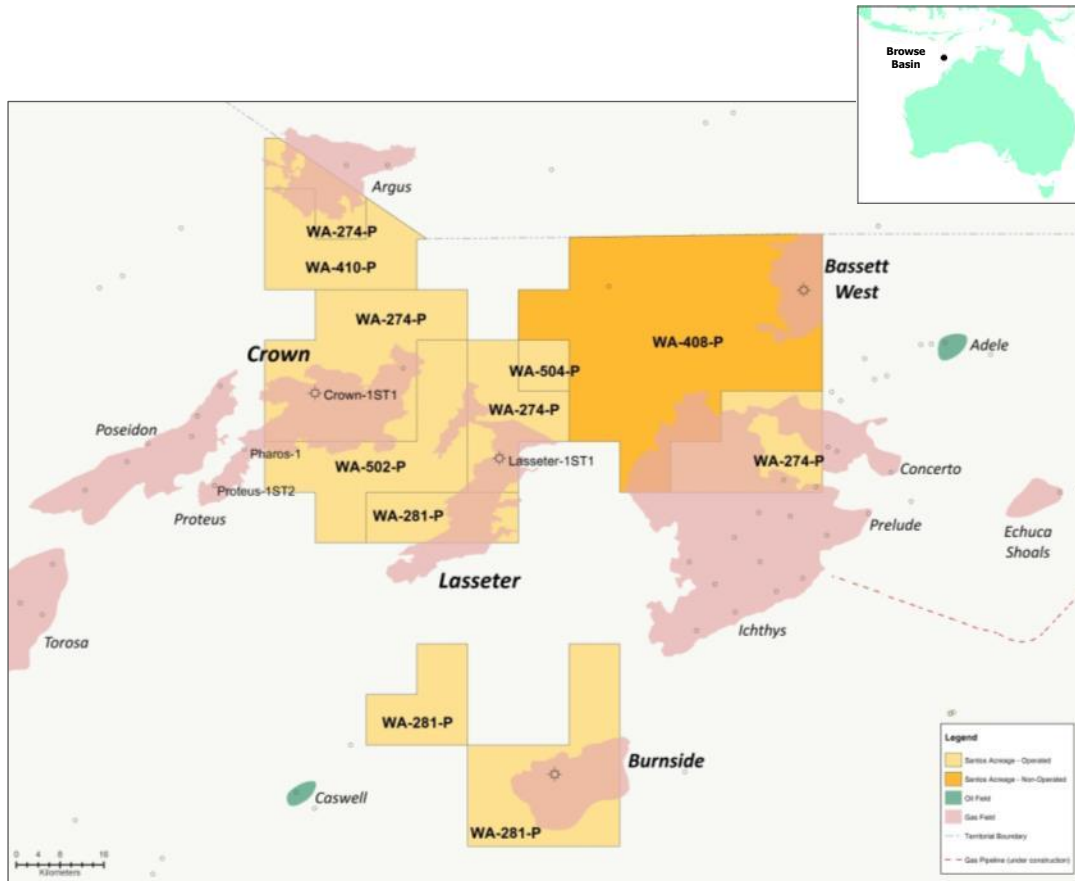 Browse
Basin
Argus
WA-274-P
WA-410-P
Bassett
West
WA-274-P
WA-408-P
Adele
Crown
WA-504-P
Crown-1ST1
WA-274-P
Poseidon
Pharos-1
Lasseter-1ST1
WA-274-P
Concerto
WA-502-P
Proteus-1ST2
Proteus
WA-281-P
Prelude
Echuca
Shoals
Lasseter
Ichthys
Torosa
WA-281-P
Burnside
Caswell
WA-281-P
Legend
Santos Acreage - Operated
Santos Acreage - Non-Operated
Oil Field
Gas Field
Territorial Boundary
Gas Pipeline (under construction)
0 4 8 16
Kilometers